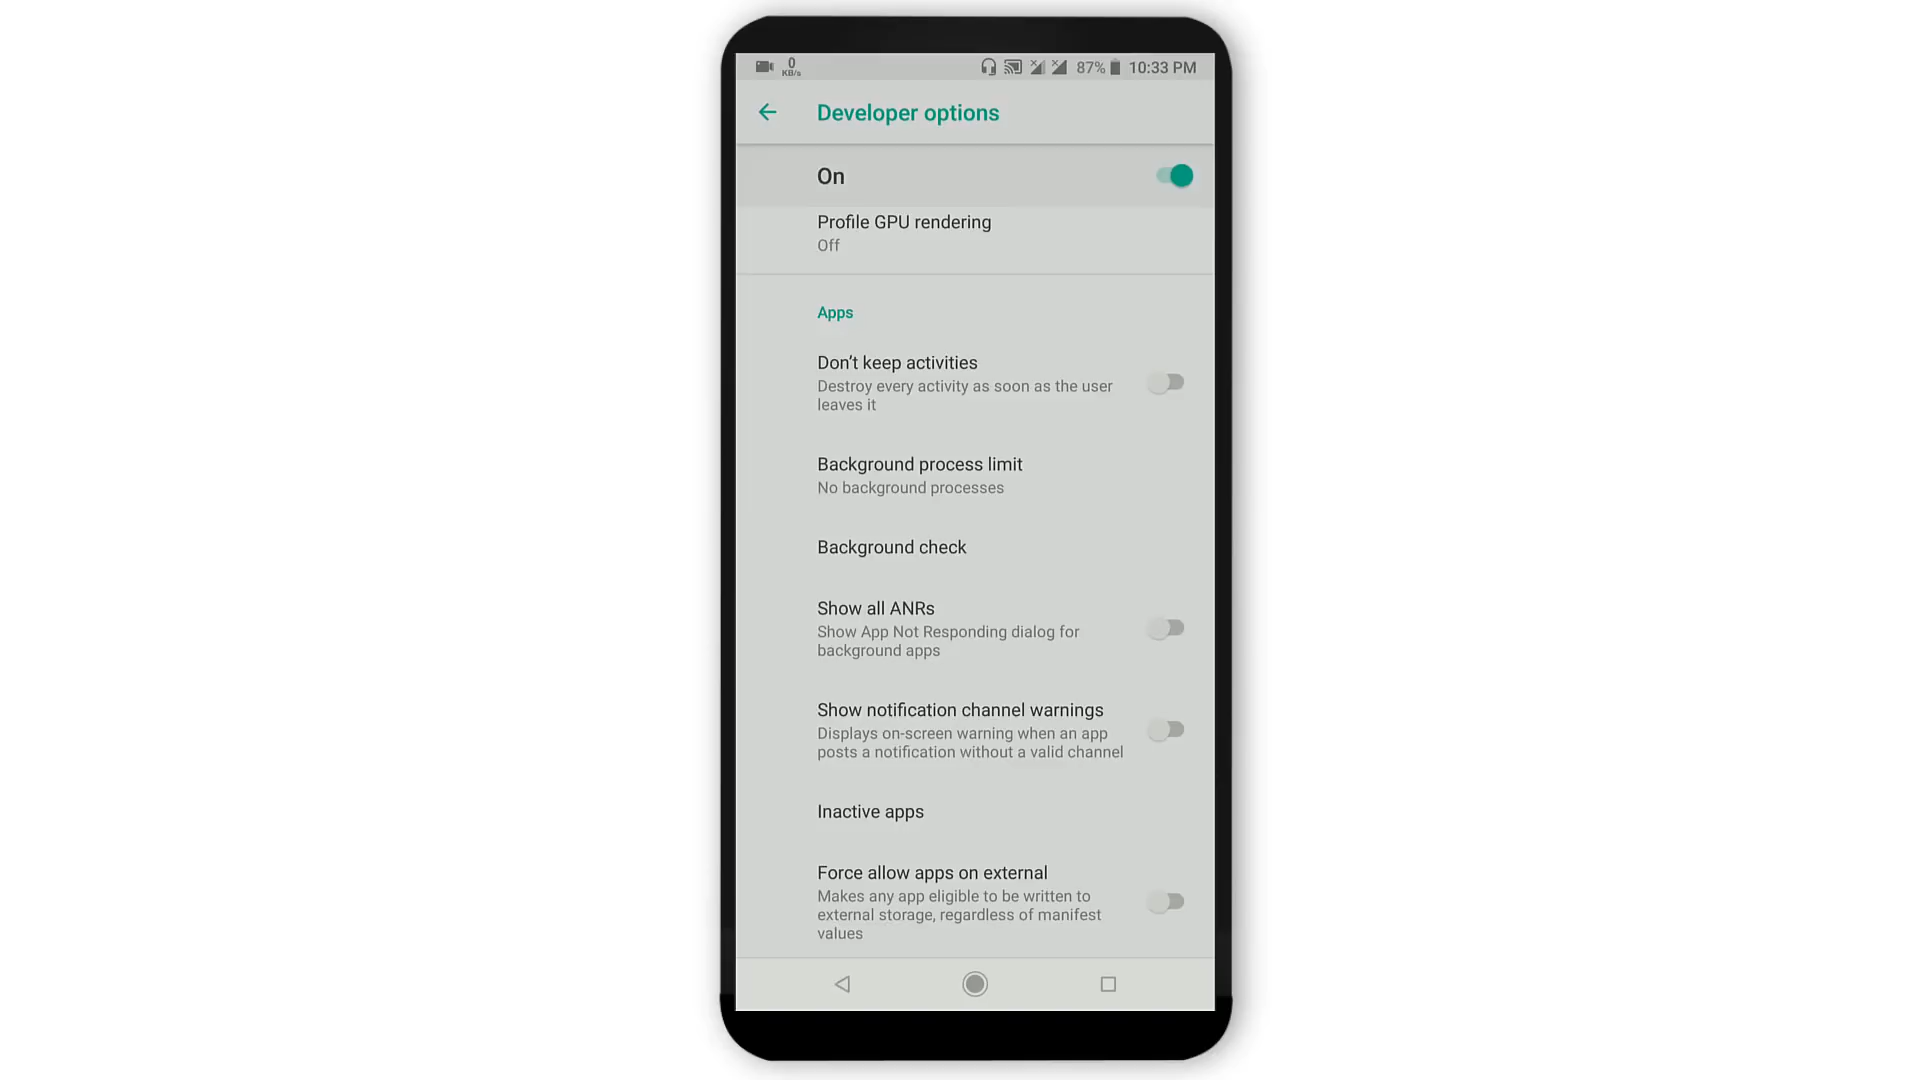 0
KB/s
87%
10:33 PM
Developer options
On
Profile GPU rendering
Off
Apps
Don't keep activities
Destroy every activity as soon as the user
leaves it
Background process limit
No background processes
Background check
Show all ANRs
Show App Not Responding dialog for
background apps
Show notification channel warnings
Displays on-screen warning when an app
posts a notification without a valid channel
Inactive apps
Force allow apps on external
Makes any app eligible to be written to
external storage, regardless of manifest
values